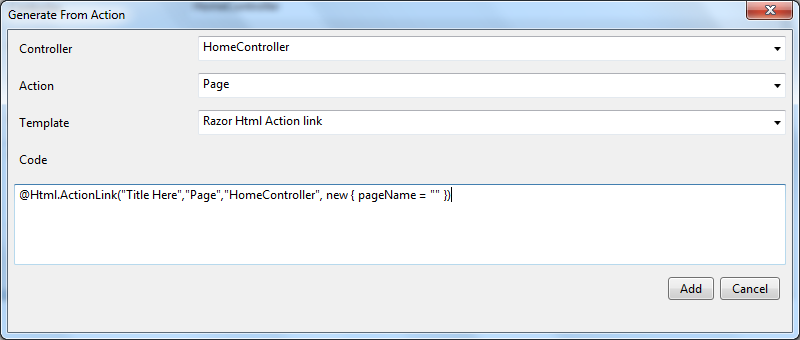 Generate From Action
Controller HomeController
Action Page
Template Razor Html Action link
Code
@Html.ActionLink("Title Here","Page","HomeController", new { pageName = "" })
Add Cancel